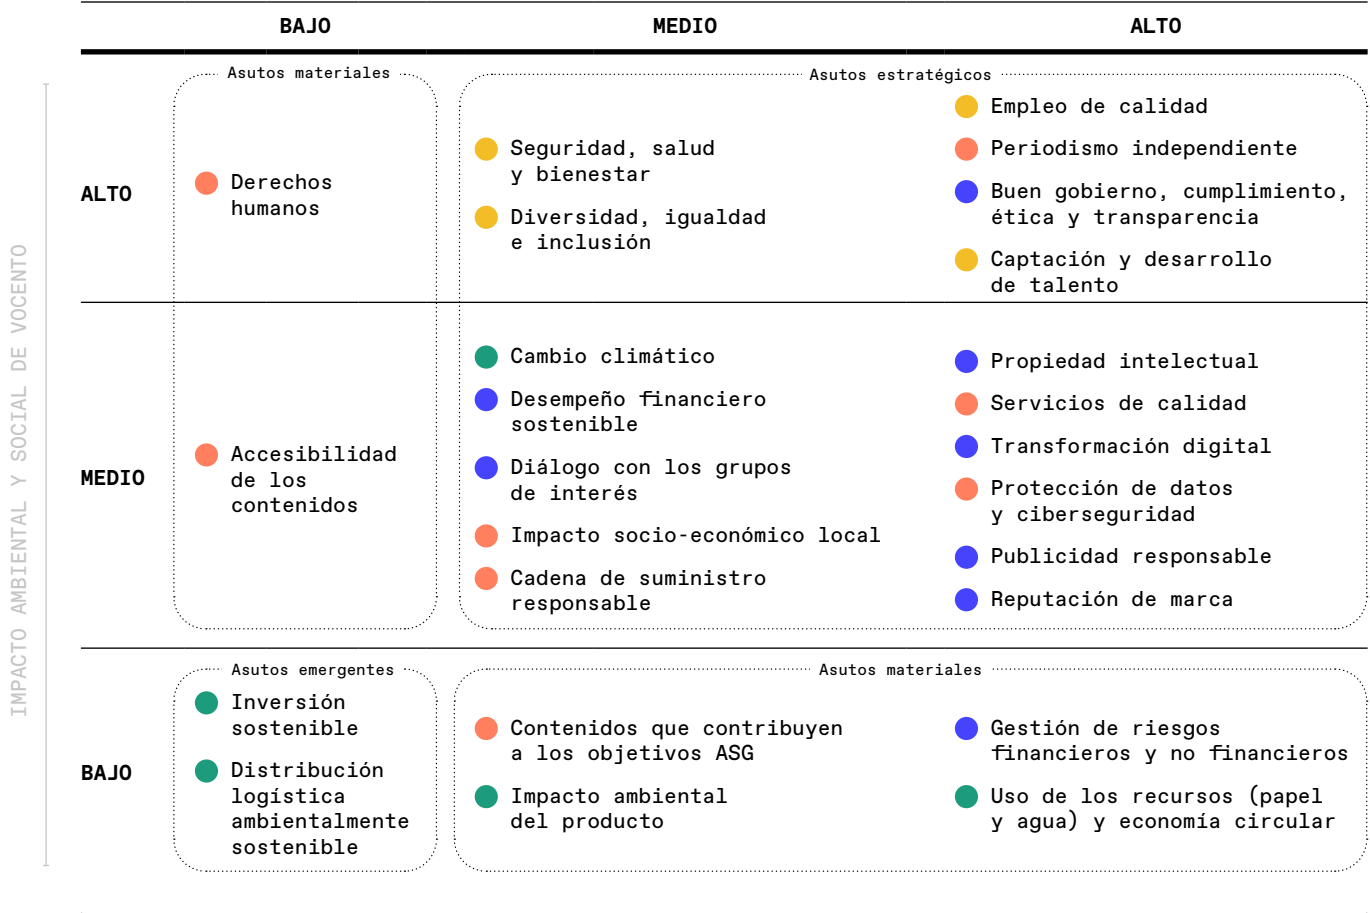 BAJO
MEDIO
ALTO
IMPACTO AMBIENTAL Y SOCIAL DE VOCENTO
ALTO
Asutos materiales
Derechos
humanos
Asutos estratégicos
Seguridad, salud
y bienestar
Diversidad, igualdad
e inclusión
Empleo de calidad
Periodismo independiente
Buen gobierno, cumplimiento,
ética y transparencia
Captación y desarrollo
de talento
MEDIO
Accesibilidad
de los
contenidos
Cambio climático
Desempeño financiero
sostenible
Diálogo con los grupos
de interés
Impacto socio-económico local
Cadena de suministro
responsable
Propiedad intelectual
Servicios de calidad
Transformación digital
Protección de datos
y ciberseguridad
Publicidad responsable
Reputación de marca
BAJO
Asutos emergentes
Inversión
sostenible
Distribución
logística
ambientalmente
sostenible
Asutos materiales
Contenidos que contribuyen
a los objetivos ASG
Impacto ambiental
del producto
Gestión de riesgos
financieros y no financieros
Uso de los recursos (papel
y agua) y economía circular